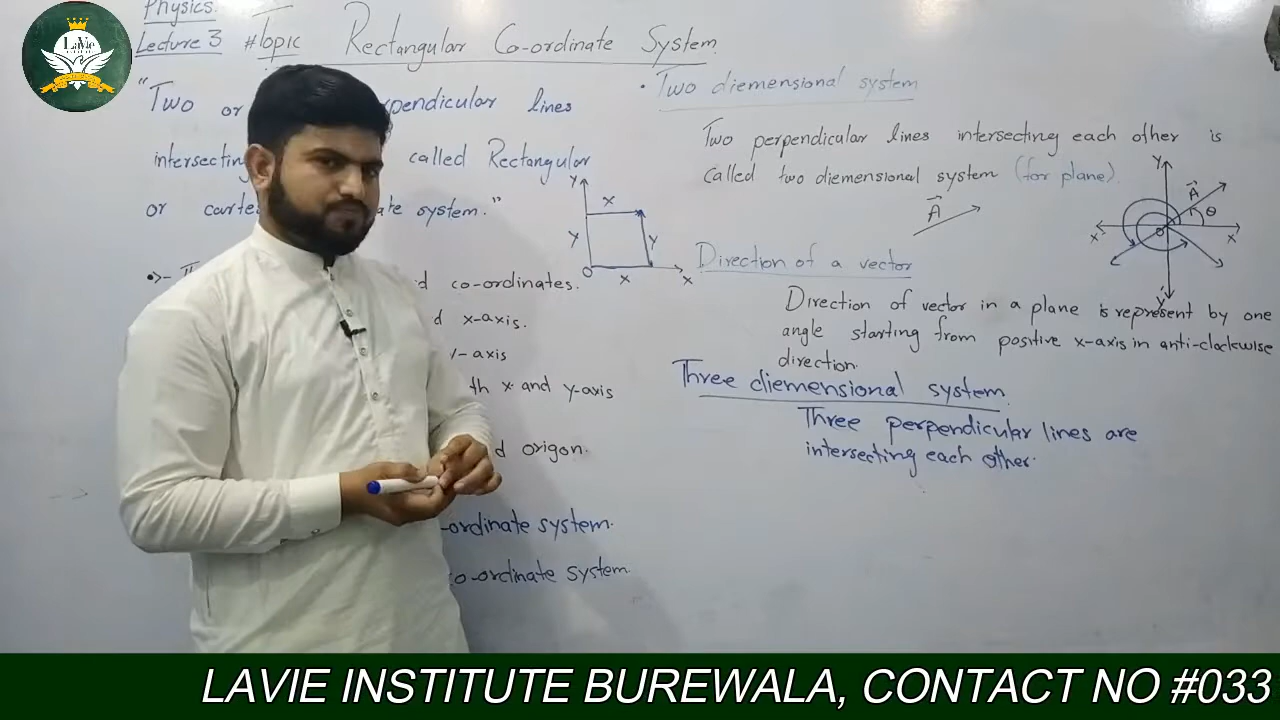 LaVie
Physics.
Lecture 3 #Topic Rectangular Co-ordinate System
"Two or perpendicular lines
intersecting called Rectangular
or carte ate system."
d co-ordinates.
d x-axis.
y-axis
th x and y-axis
d origon.
-ordinate system.
co-ordinate system.
Y
X
Y
Y
O
X
X
• Two diemensional system
Two perpendicular lines intersecting each other is
called two diemensional system (for plane).
A
Y
A
θ
X'
O
X
Y'
Direction of a vector
Direction of vector in a plane is represent by one
angle starting from positive x-axis in anti-clockwise
direction.
Three diemensional system.
Three perpendicular lines are
intersecting each other.
LAVIE INSTITUTE BUREWALA, CONTACT NO #033